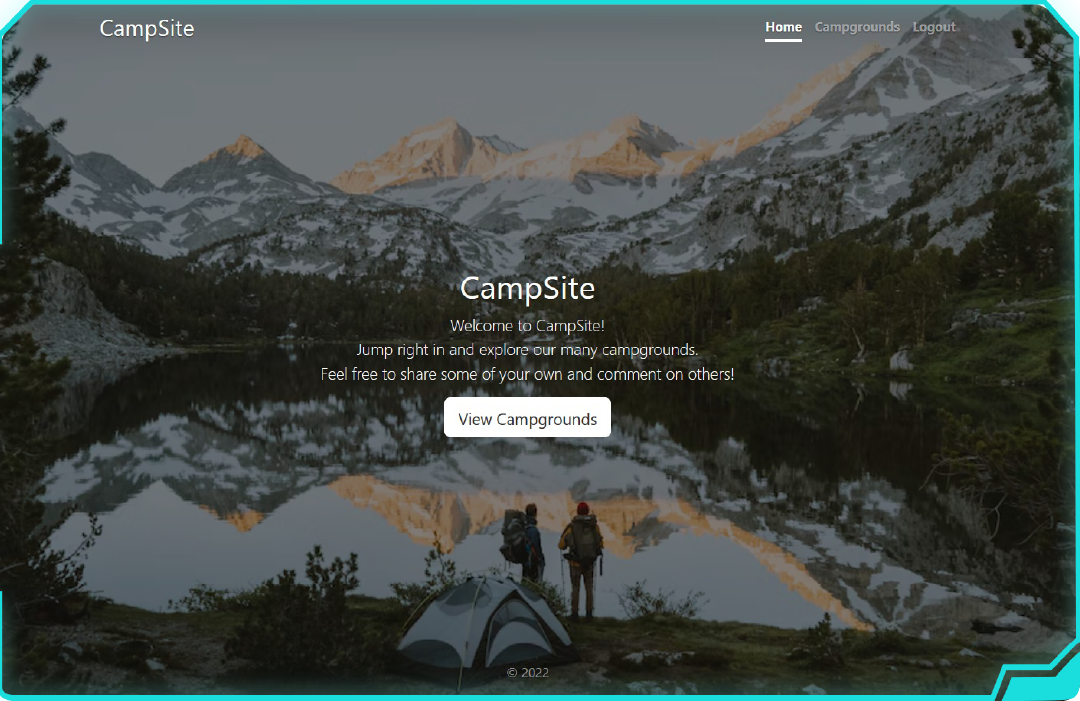 CampSite
Home Campgrounds Logout
CampSite
Welcome to CampSite!
Jump right in and explore our many campgrounds.
Feel free to share some of your own and comment on others!
View Campgrounds
© 2022